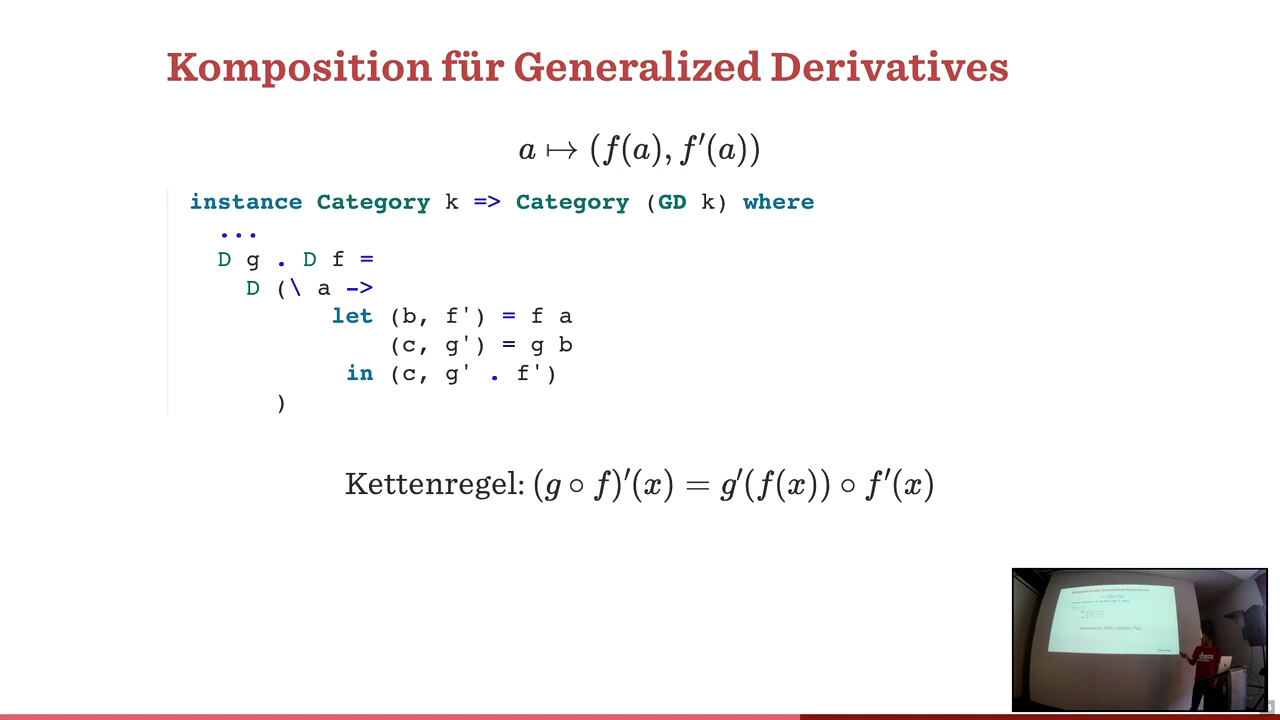 Komposition für Generalized Derivatives
a ↦ (f(a), f′(a))
instance Category k => Category (GD k) where
...
D g . D f =
D (\ a ->
let (b, f') = f a
(c, g') = g b
in (c, g' . f')
)
Kettenregel: (g ∘ f)′(x) = g′(f(x)) ∘ f′(x)